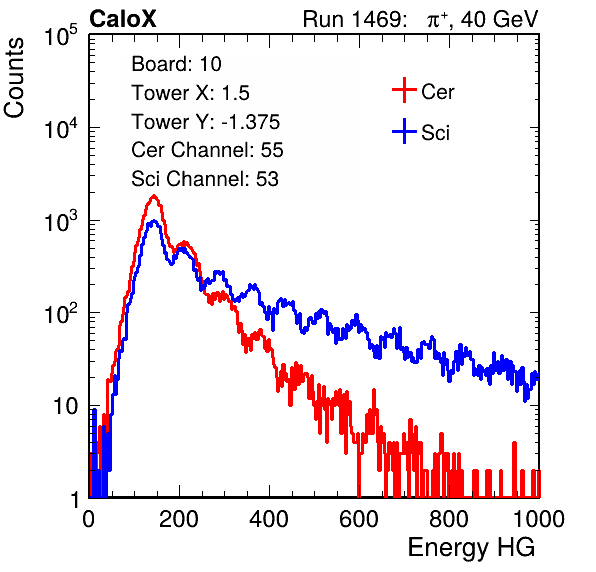 CaloX Run 1469: π⁺, 40 GeV
Counts
10⁵
10⁴
10³
10²
10
1
Board: 10
Tower X: 1.5
Tower Y: -1.375
Cer Channel: 55
Sci Channel: 53
Cer
Sci
0 200 400 600 800 1000
Energy HG